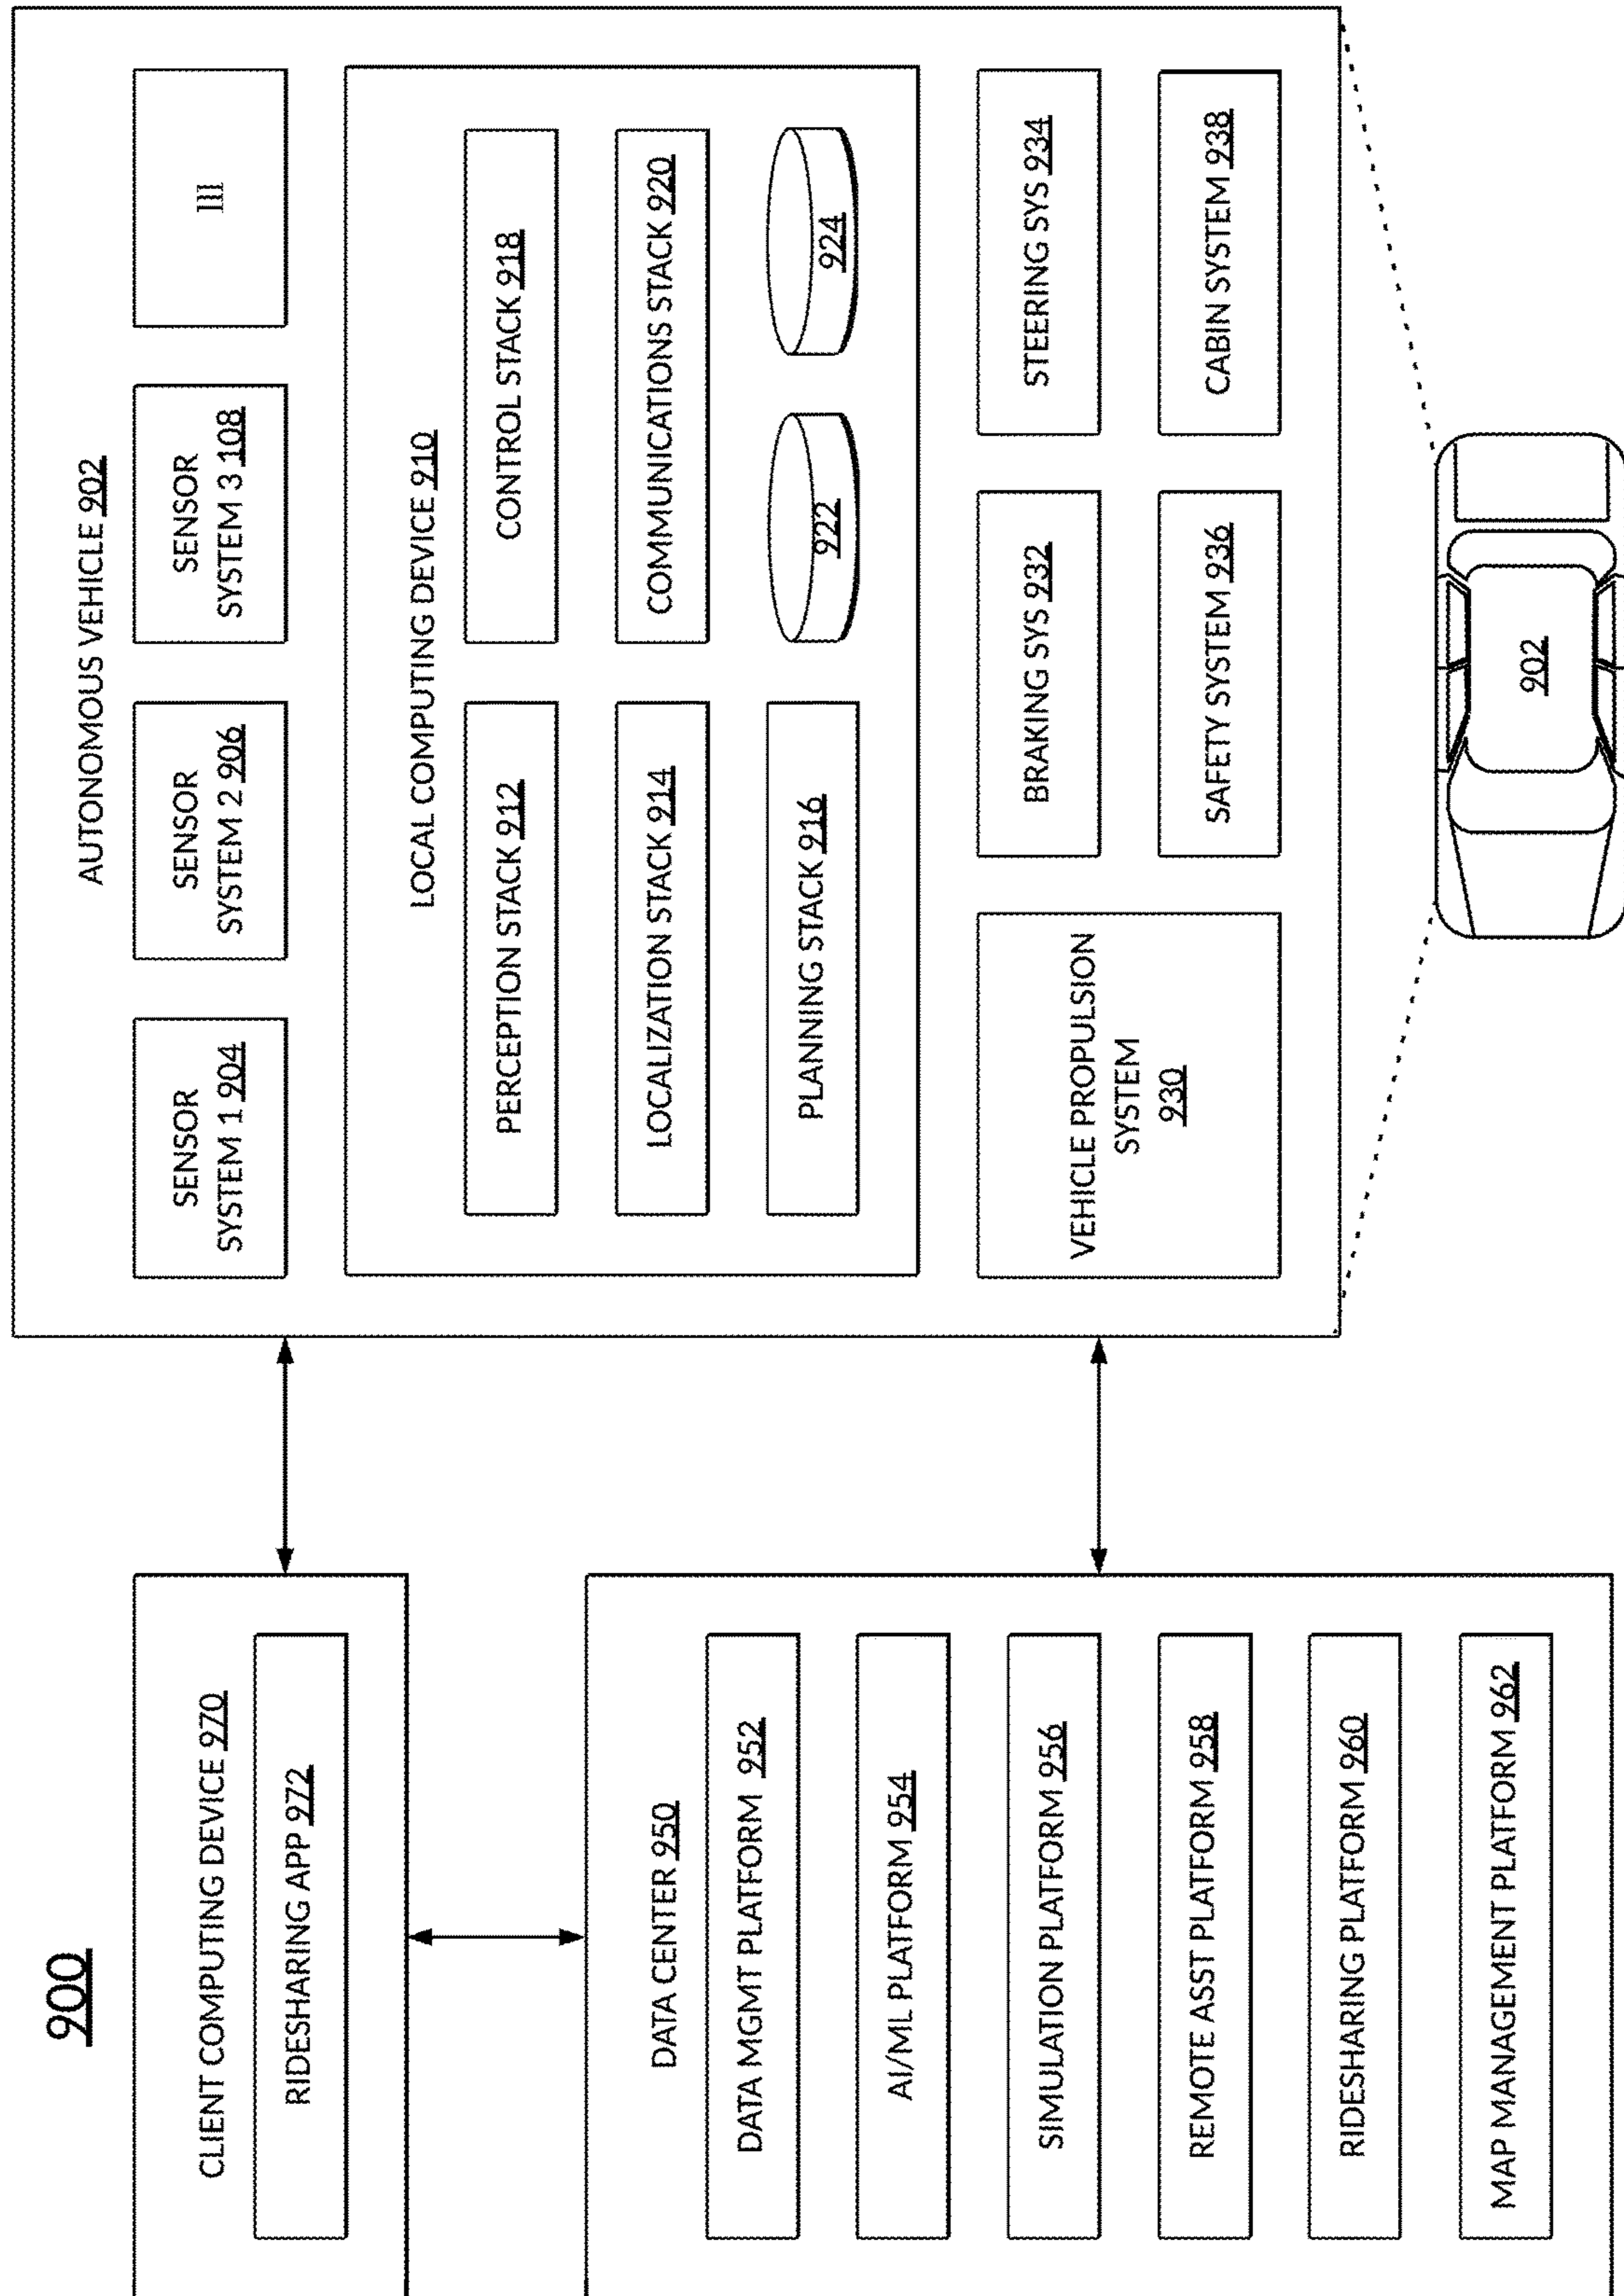 900
CLIENT COMPUTING DEVICE 970
RIDESHARING APP 972
DATA CENTER 950
DATA MGMT PLATFORM 952
AI/ML PLATFORM 954
SIMULATION PLATFORM 956
REMOTE ASST PLATFORM 958
RIDESHARING PLATFORM 960
MAP MANAGEMENT PLATFORM 962
AUTONOMOUS VEHICLE 902
SENSOR
SYSTEM 1 904
SENSOR
SYSTEM 2 906
SENSOR
SYSTEM 3 108
LOCAL COMPUTING DEVICE 910
PERCEPTION STACK 912
CONTROL STACK 918
LOCALIZATION STACK 914
COMMUNICATIONS STACK 920
PLANNING STACK 916
922
924
VEHICLE PROPULSION
SYSTEM
930
BRAKING SYS 932
STEERING SYS 934
SAFETY SYSTEM 936
CABIN SYSTEM 938
902